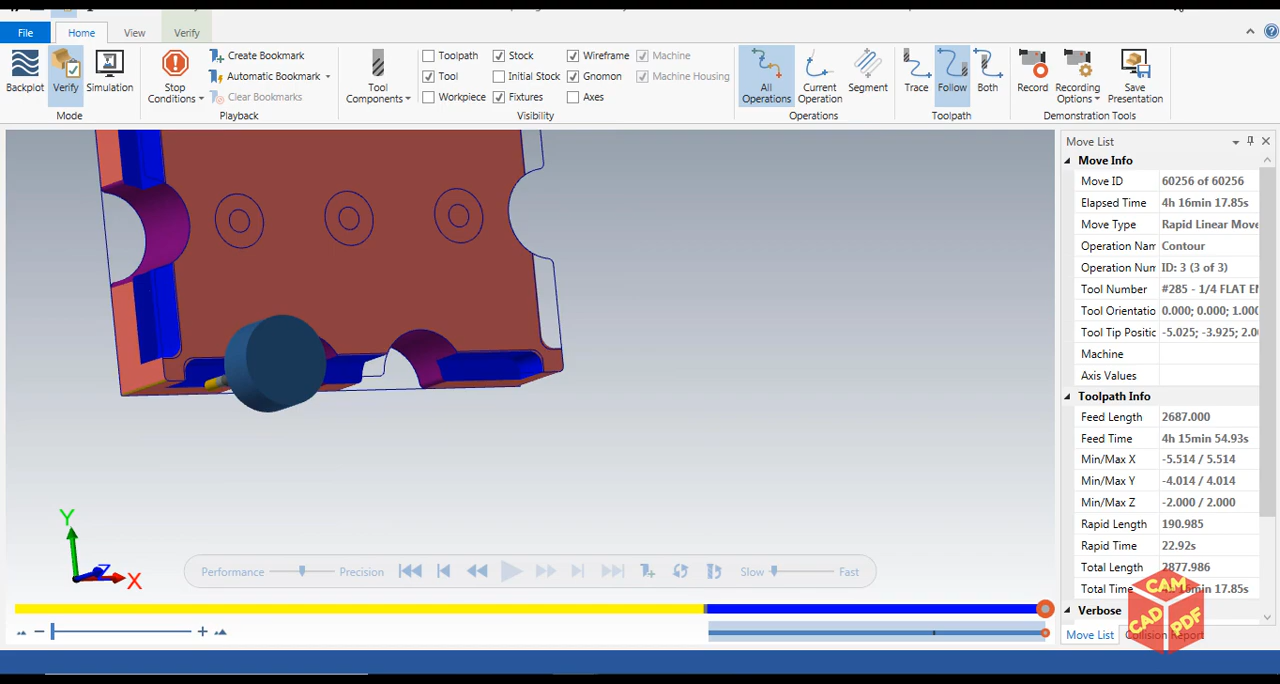 File Home View Verify
Backplot Verify Simulation
Mode
Stop Conditions
Create Bookmark
Automatic Bookmark
Clear Bookmarks
Playback
Tool Components
Toolpath Stock Wireframe Machine
Tool Initial Stock Gnomon Machine Housing
Workpiece Fixtures Axes
Visibility
All Operations Current Operation Segment
Operations
Trace Follow Both
Toolpath
Record Recording Options Save Presentation
Demonstration Tools
Move List
Move Info
Move ID 60256 of 60256
Elapsed Time 4h 16min 17.85s
Move Type Rapid Linear Move
Operation Nam Contour
Operation Num ID: 3 (3 of 3)
Tool Number #285 - 1/4 FLAT EN
Tool Orientatio 0.000; 0.000; 1.000
Tool Tip Positic -5.025; -3.925; 2.0
Machine
Axis Values
Toolpath Info
Feed Length 2687.000
Feed Time 4h 15min 54.93s
Min/Max X -5.514 / 5.514
Min/Max Y -4.014 / 4.014
Min/Max Z -2.000 / 2.000
Rapid Length 190.985
Rapid Time 22.92s
Total Length 2877.986
Total Time 4h 16min 17.85s
Verbose
Move List Collision Report
Y
Z
X
Performance Precision Slow Fast
CAM
CAD PDF